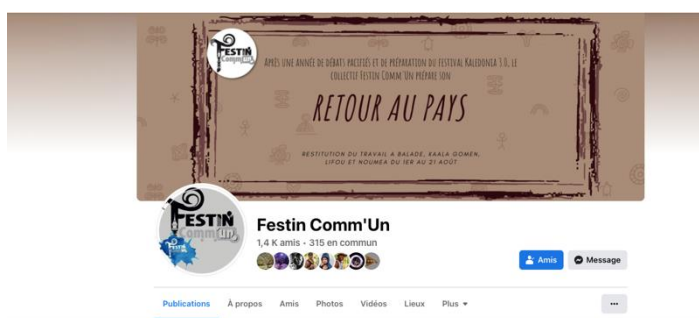 FESTIN
Comm'Un
APRÈS UNE ANNÉE DE DÉBATS PACIFIÉS ET DE PRÉPARATION DU FESTIVAL KALEDONIA 3.0, LE
COLLECTIF FESTIN COMM'UN PRÉPARE SON
RETOUR AU PAYS
RESTITUTION DU TRAVAIL A BALADE, KAALA GOMEN,
LIFOU ET NOUMEA DU 1ER AU 21 AOÛT
FESTIN
Comm'Un
Festin Comm'Un
1,4 K amis · 315 en commun
Amis
Message
Publications À propos Amis Photos Vidéos Lieux Plus